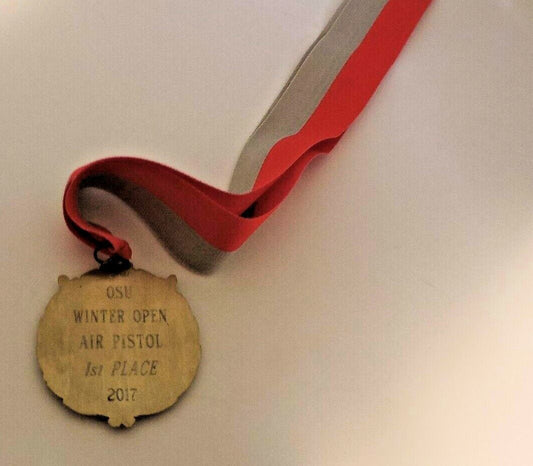 OSU
WINTER OPEN
AIR PISTOL
1st PLACE
2017